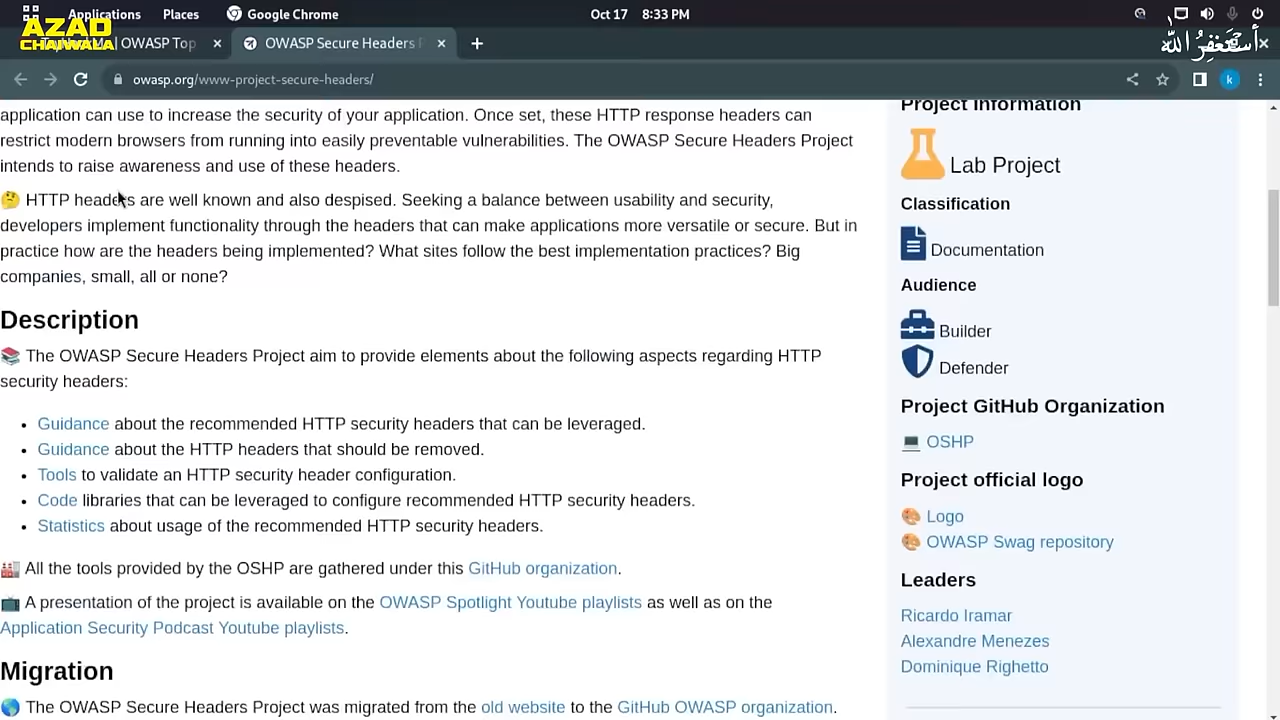 Applications Places Google Chrome Oct 17 8:33 PM
AZAD
CHAIWALA
OWASP Top
OWASP Secure Headers P
أستغفر الله
owasp.org/www-project-secure-headers/
k
application can use to increase the security of your application. Once set, these HTTP response headers can
restrict modern browsers from running into easily preventable vulnerabilities. The OWASP Secure Headers Project
intends to raise awareness and use of these headers.
🤔 HTTP headers are well known and also despised. Seeking a balance between usability and security,
developers implement functionality through the headers that can make applications more versatile or secure. But in
practice how are the headers being implemented? What sites follow the best implementation practices? Big
companies, small, all or none?
Description
📚 The OWASP Secure Headers Project aim to provide elements about the following aspects regarding HTTP
security headers:
• Guidance about the recommended HTTP security headers that can be leveraged.
• Guidance about the HTTP headers that should be removed.
• Tools to validate an HTTP security header configuration.
• Code libraries that can be leveraged to configure recommended HTTP security headers.
• Statistics about usage of the recommended HTTP security headers.
🏭 All the tools provided by the OSHP are gathered under this GitHub organization.
📺 A presentation of the project is available on the OWASP Spotlight Youtube playlists as well as on the
Application Security Podcast Youtube playlists.
Migration
🌎 The OWASP Secure Headers Project was migrated from the old website to the GitHub OWASP organization.
Project Information
Lab Project
Classification
Documentation
Audience
Builder
Defender
Project GitHub Organization
💻 OSHP
Project official logo
🎨 Logo
🎨 OWASP Swag repository
Leaders
Ricardo Iramar
Alexandre Menezes
Dominique Righetto